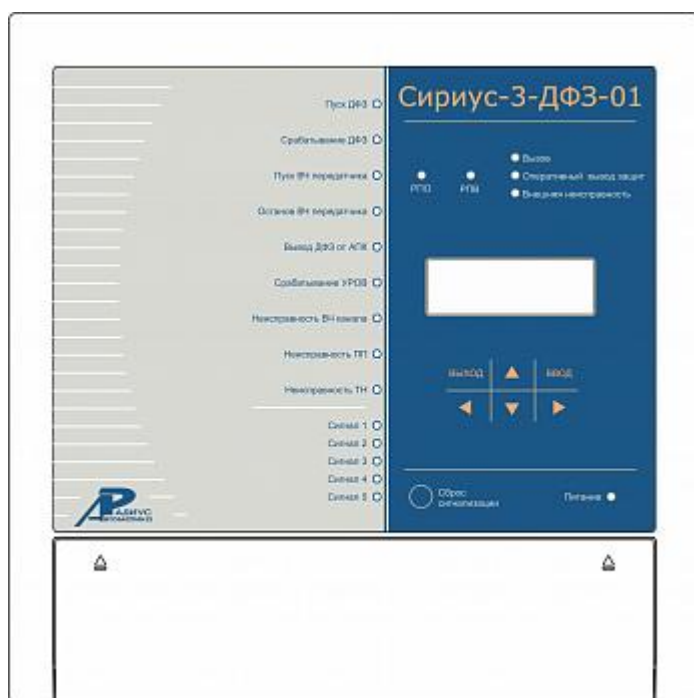 Сириус-3-ДФЗ-01
Пуск ДФЗ
Срабатывание ДФЗ
Пуск ВЧ передатчика
Останов ВЧ передатчика
Вывод ДФЗ от АПК
Срабатывание УРОВ
Неисправность ВЧ канала
Неисправность ПП
Неисправность ТН
Сигнал 1
Сигнал 2
Сигнал 3
Сигнал 4
Сигнал 5
РАДИУС
АВТОМАТИКА
Вызов
Оперативный вывод защит
Внешняя неисправность
РПО
РПВ
ВЫХОД
ВВОД
Сброс
сигнализации
Питание